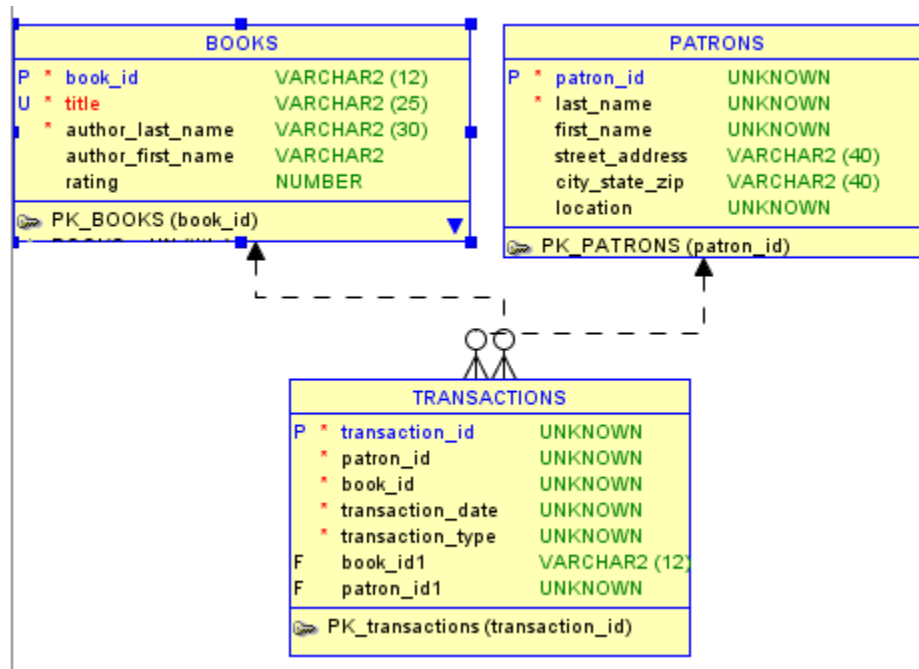 BOOKS
P * book_id VARCHAR2 (12)
U * title VARCHAR2 (25)
* author_last_name VARCHAR2 (30)
author_first_name VARCHAR2
rating NUMBER
PK_BOOKS (book_id)
PATRONS
P * patron_id UNKNOWN
* last_name UNKNOWN
first_name UNKNOWN
street_address VARCHAR2 (40)
city_state_zip VARCHAR2 (40)
location UNKNOWN
PK_PATRONS (patron_id)
TRANSACTIONS
P * transaction_id UNKNOWN
* patron_id UNKNOWN
* book_id UNKNOWN
* transaction_date UNKNOWN
* transaction_type UNKNOWN
F book_id1 VARCHAR2 (12)
F patron_id1 UNKNOWN
PK_transactions (transaction_id)